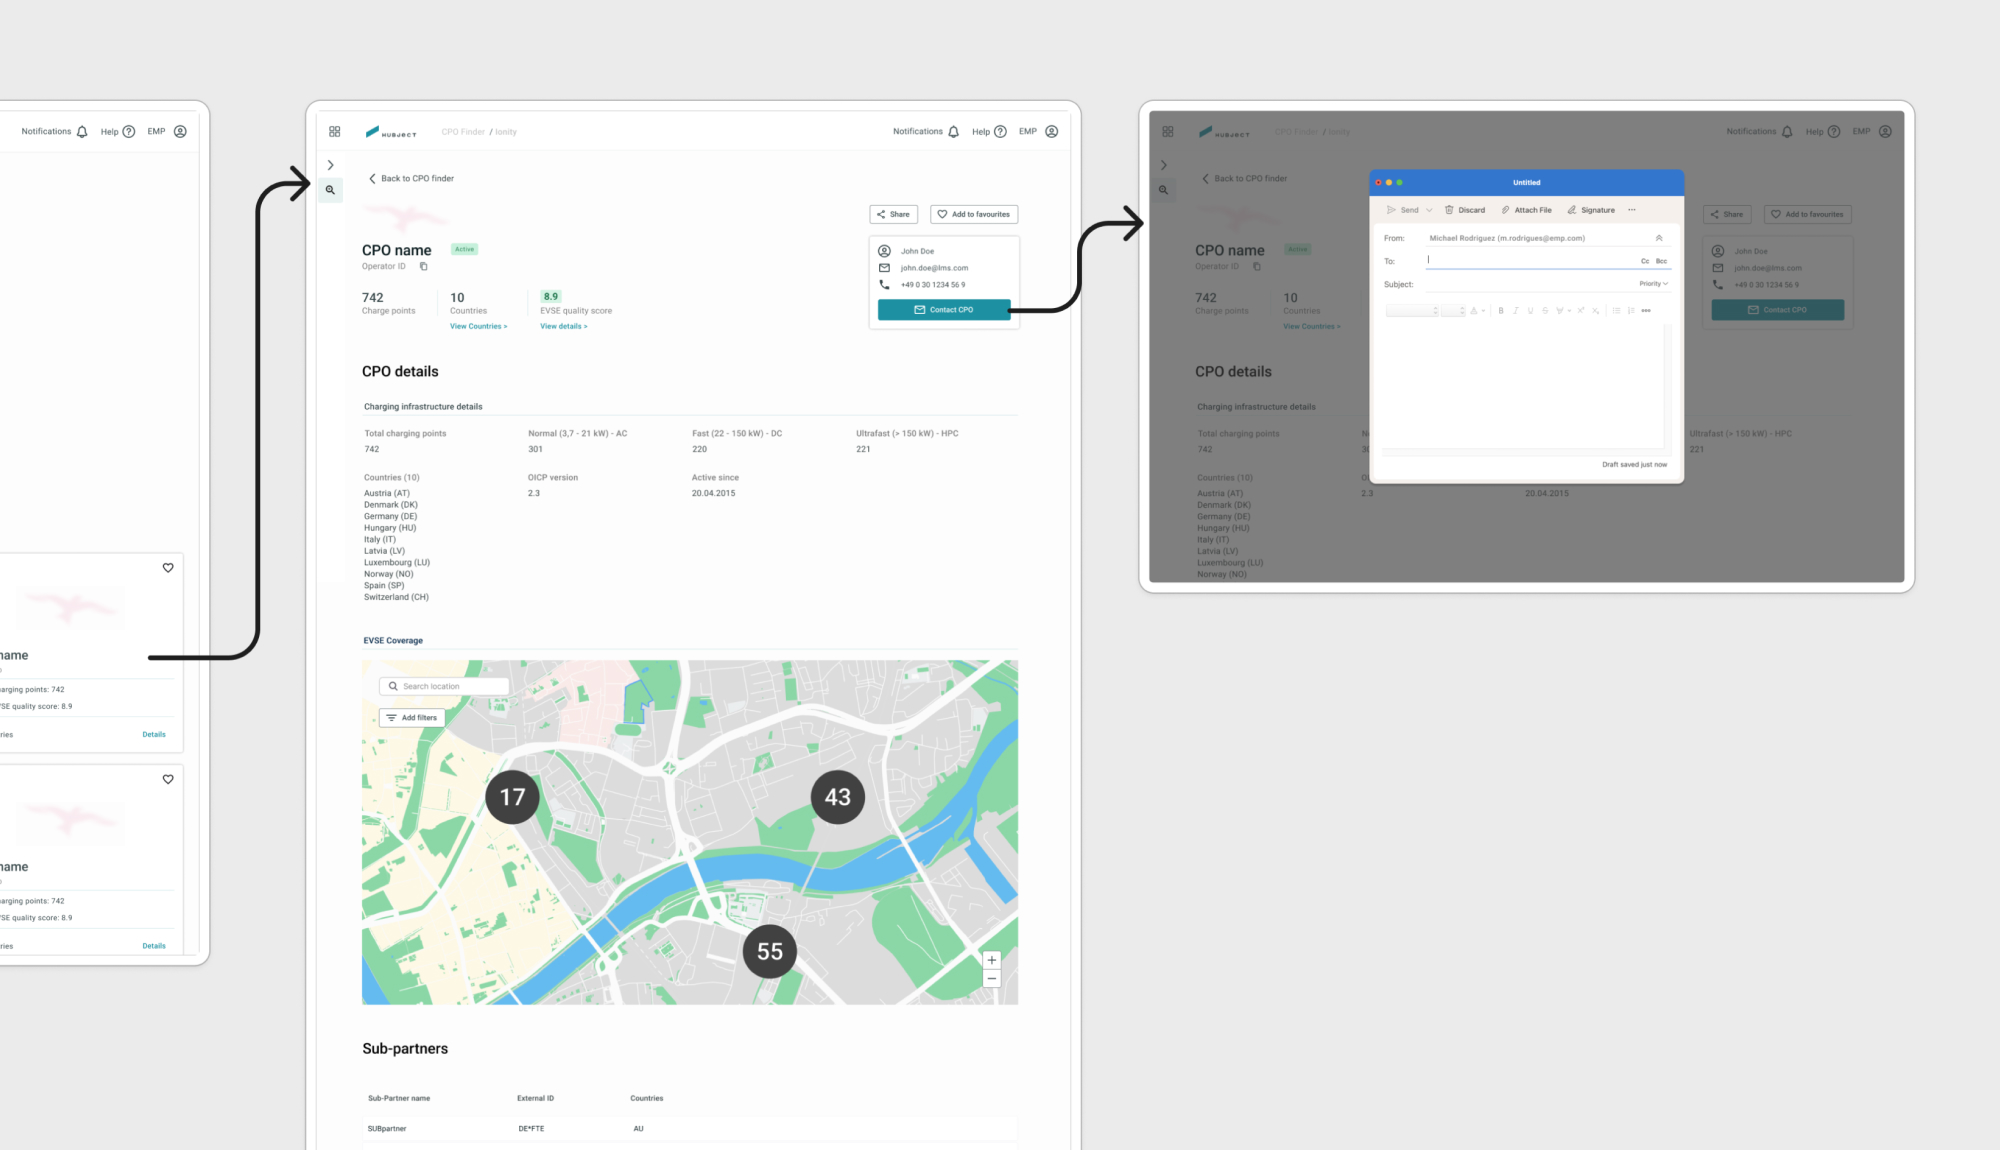 Notifications Help EMP
name
arging points: 742
SE quality score: 8.9
ries Details
name
arging points: 742
SE quality score: 8.9
ries Details
HUBJECT CPO Finder / Ionity Notifications Help EMP
Back to CPO finder
Share Add to favourites
CPO name Active
Operator ID
John Doe
john.doe@lms.com
+49 0 30 1234 56 9
Contact CPO
742 10 8.9
Charge points Countries EVSE quality score
View Countries > View details >
CPO details
Charging infrastructure details
Total charging points Normal (3,7 - 21 kW) - AC Fast (22 - 150 kW) - DC Ultrafast (> 150 kW) - HPC
742 301 220 221
Countries (10) OICP version Active since
Austria (AT) 2.3 20.04.2015
Denmark (DK)
Germany (DE)
Hungary (HU)
Italy (IT)
Latvia (LV)
Luxembourg (LU)
Norway (NO)
Spain (SP)
Switzerland (CH)
EVSE Coverage
Search location
Add filters
17
43
55
+
−
Sub-partners
Sub-Partner name External ID Countries
SUBpartner DE*FTE AU
HUBJECT CPO Finder / Ionity Notifications Help EMP
Back to CPO finder
Share Add to favourites
CPO name Active
Operator ID
John Doe
john.doe@lms.com
+49 0 30 1234 56 9
Contact CPO
742 10
Charge points Countries
View Countries >
CPO details
Charging infrastructure details
Total charging points N Ultrafast (> 150 kW) - HPC
742 30 221
Countries (10) OI
Austria (AT) 2.3 20.04.2015
Denmark (DK)
Germany (DE)
Hungary (HU)
Italy (IT)
Latvia (LV)
Luxembourg (LU)
Norway (NO)
Untitled
Send Discard Attach File Signature ...
From: Michael Rodriguez (m.rodrigues@emp.com)
To: Cc Bcc
Subject: Priority
A B I U S X² X₂
Draft saved just now